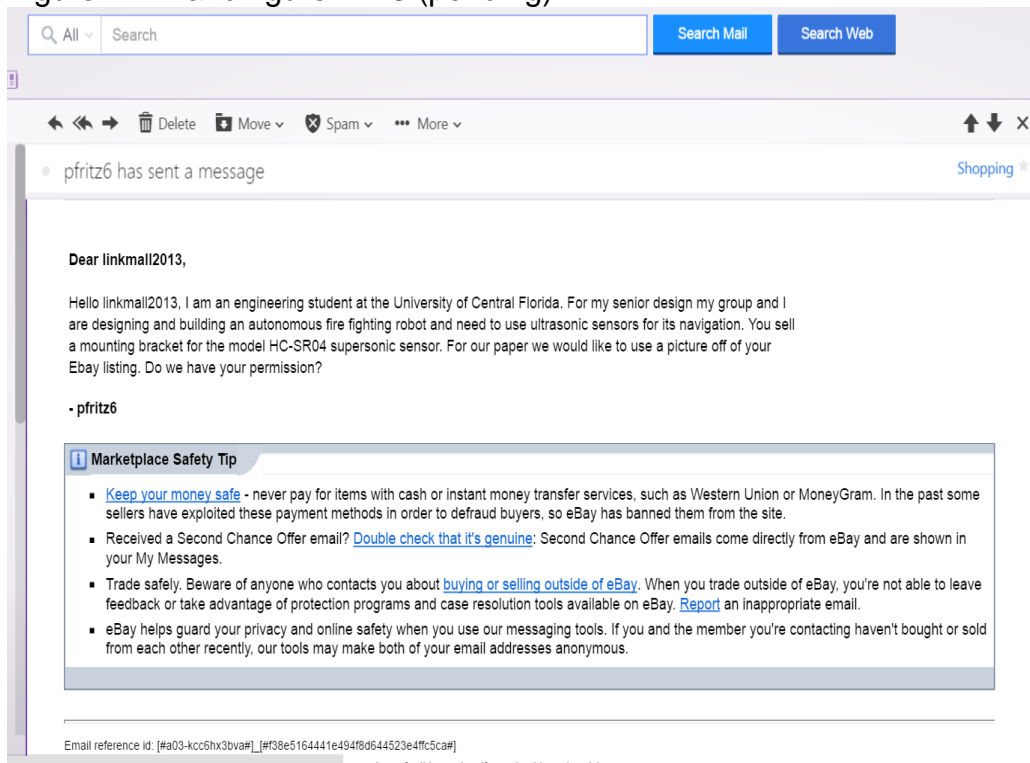 (pending)
All Search Search Mail Search Web
Delete Move Spam ••• More
pfritz6 has sent a message Shopping
Dear linkmall2013,
Hello linkmall2013, I am an engineering student at the University of Central Florida. For my senior design my group and I
are designing and building an autonomous fire fighting robot and need to use ultrasonic sensors for its navigation. You sell
a mounting bracket for the model HC-SR04 supersonic sensor. For our paper we would like to use a picture off of your
Ebay listing. Do we have your permission?
- pfritz6
Marketplace Safety Tip
▪ Keep your money safe - never pay for items with cash or instant money transfer services, such as Western Union or MoneyGram. In the past some
sellers have exploited these payment methods in order to defraud buyers, so eBay has banned them from the site.
▪ Received a Second Chance Offer email? Double check that it's genuine: Second Chance Offer emails come directly from eBay and are shown in
your My Messages.
▪ Trade safely. Beware of anyone who contacts you about buying or selling outside of eBay. When you trade outside of eBay, you're not able to leave
feedback or take advantage of protection programs and case resolution tools available on eBay. Report an inappropriate email.
▪ eBay helps guard your privacy and online safety when you use our messaging tools. If you and the member you're contacting haven't bought or sold
from each other recently, our tools may make both of your email addresses anonymous.
Email reference id: [#a03-kcc6hx3bva#]_[#f38e5164441e494f8d644523e4ffc5ca#]